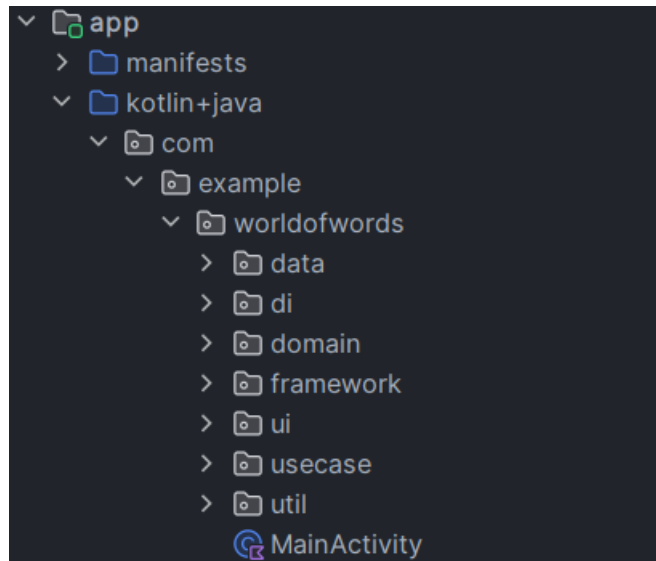 app
manifests
kotlin+java
com
example
worldofwords
data
di
domain
framework
ui
usecase
util
MainActivity